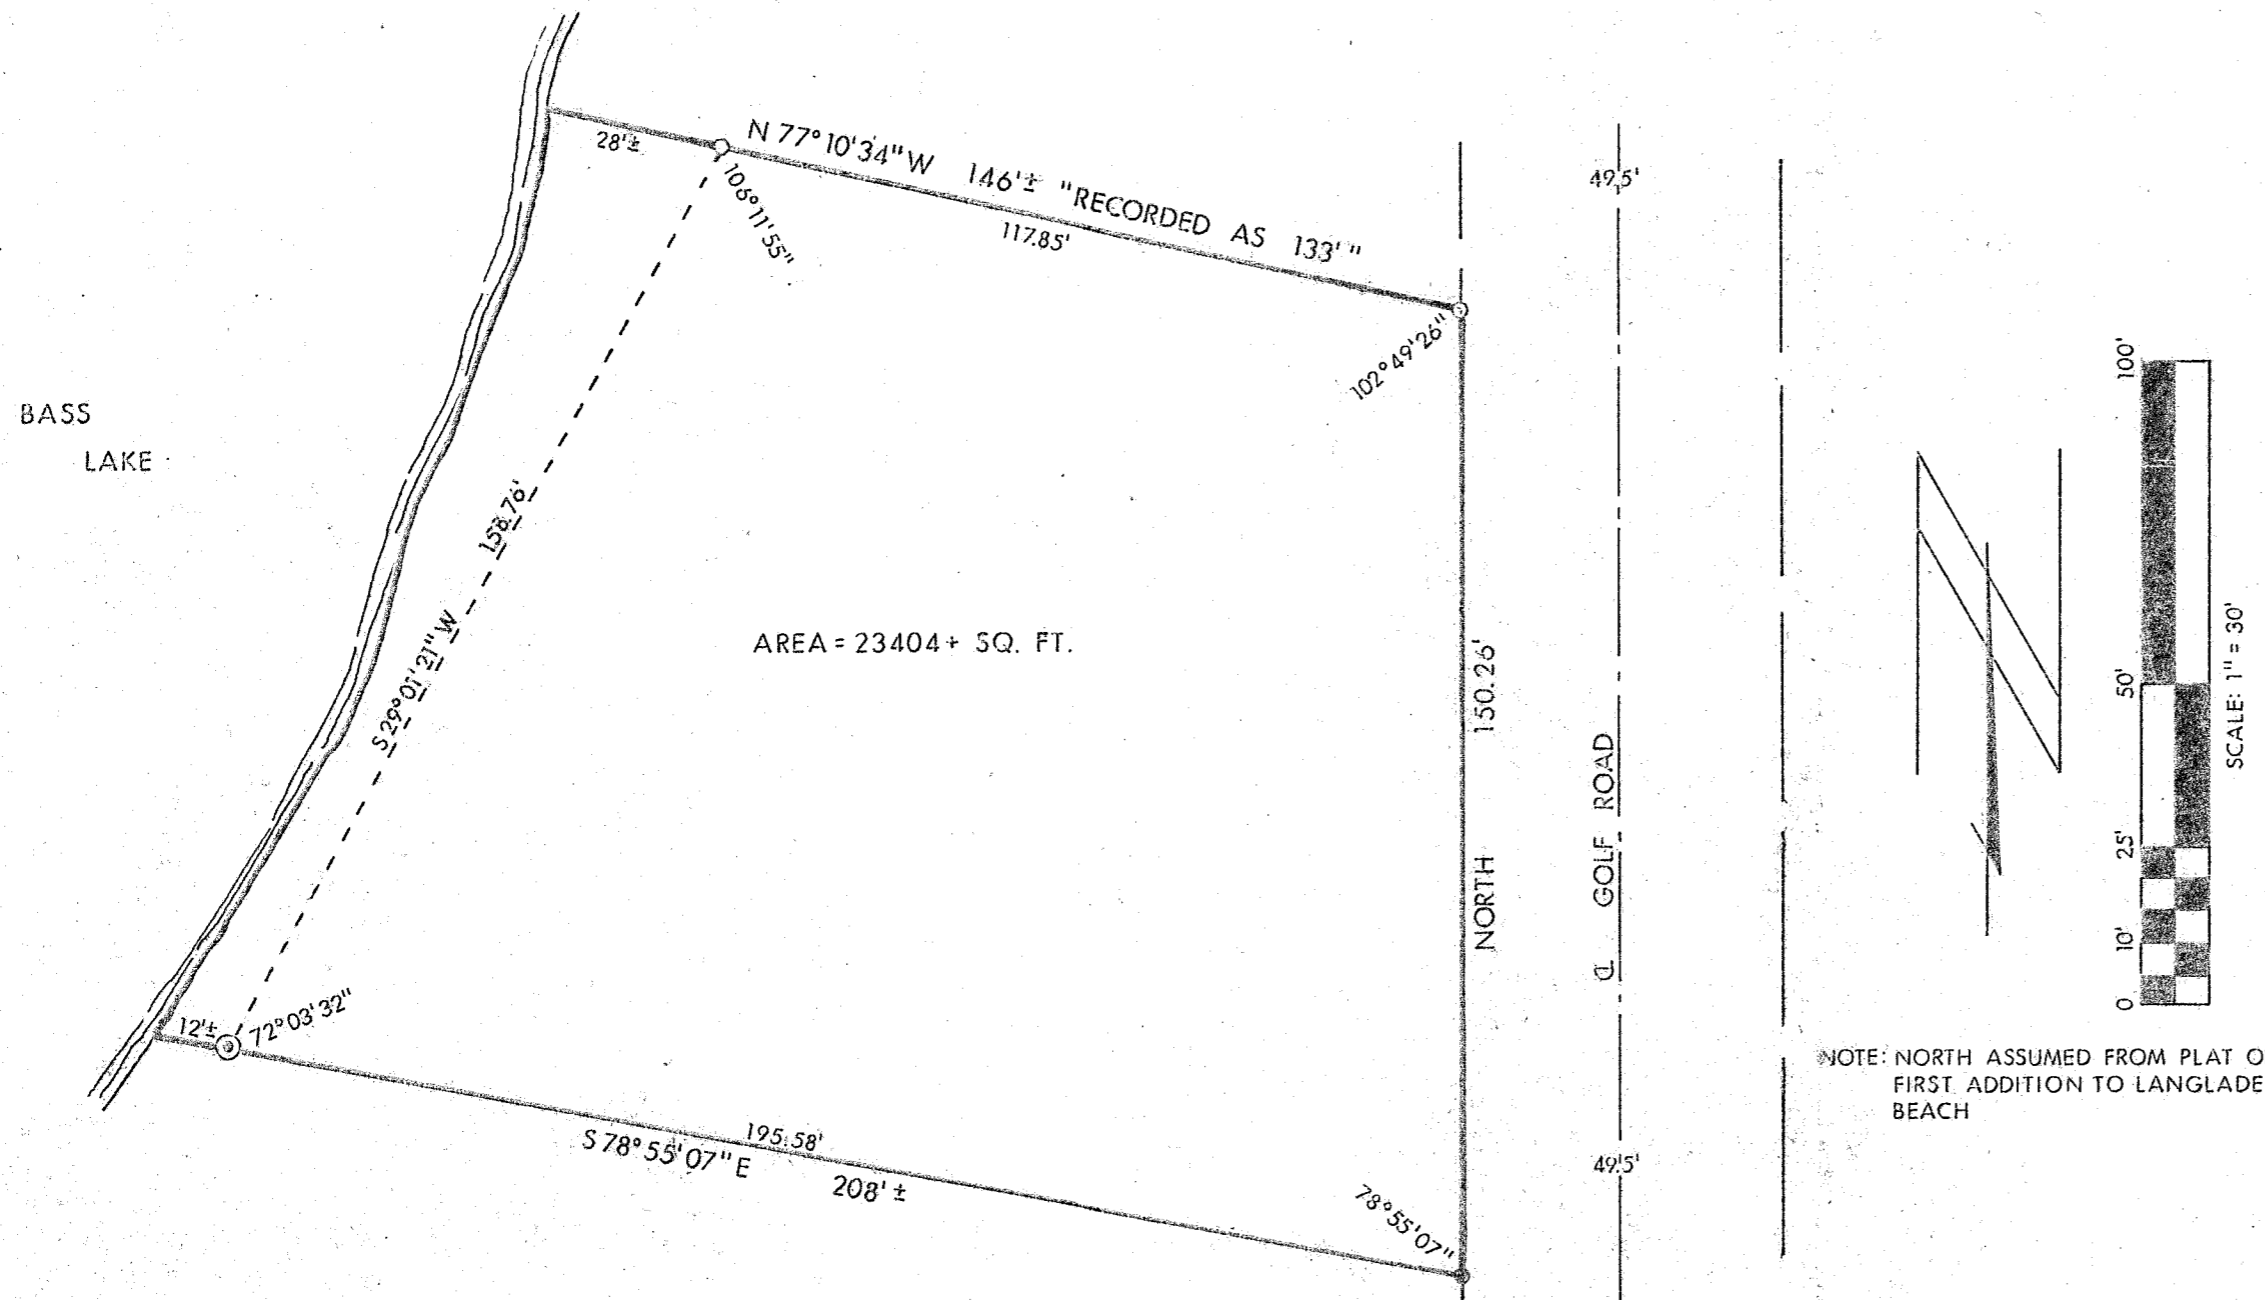 28'±
N 77°10'34" W 146'± "RECORDED AS 133'"
117.85'
106°11'55"
102°49'26"
49.5'
BASS
LAKE
158.76'
S 29°01'21" W
AREA = 23404+ SQ. FT.
NORTH 150.26'
℄ GOLF ROAD
100'
50'
25'
10'
0
SCALE: 1" = 30'
12'±
72°03'32"
195.58'
S 78°55'07" E
208'±
78°55'07"
49.5'
NOTE: NORTH ASSUMED FROM PLAT O
FIRST ADDITION TO LANGLADE
BEACH
N